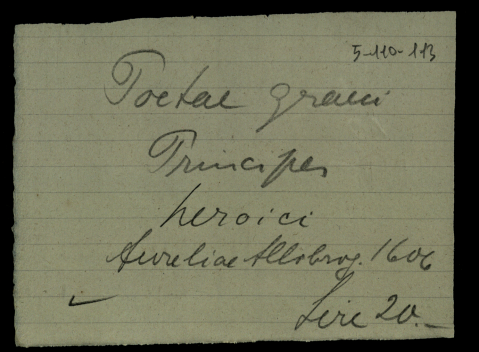 5-110-113
Poetae graeci
Principes
heroici
Aureliae Allobrog. 1606
Lire 20.-